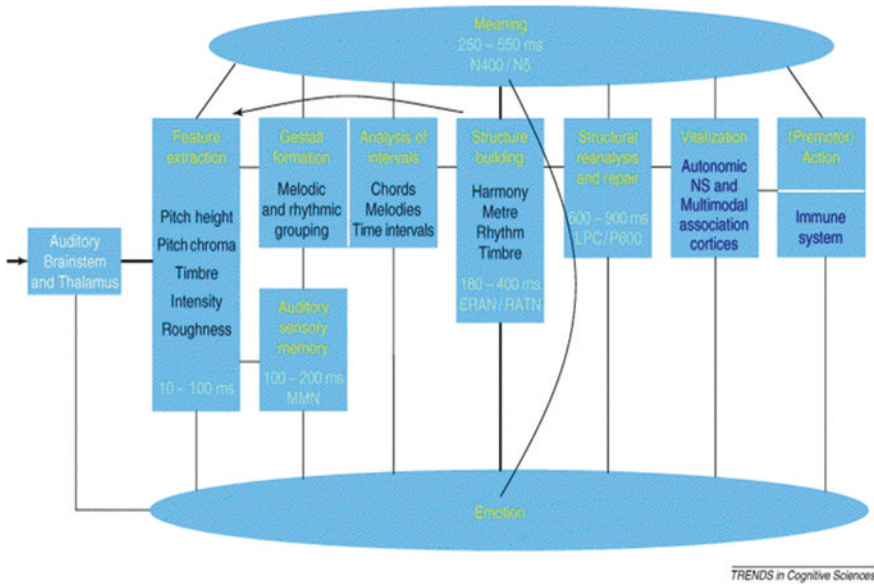 Meaning
250 – 550 ms
N400 / N5
Feature
extraction
Pitch height
Pitch chroma
Timbre
Intensity
Roughness
10 – 100 ms
Gestalt
formation
Melodic
and rhythmic
grouping
Analysis of
intervals
Chords
Melodies
Time intervals
Structure
building
Harmony
Metre
Rhythm
Timbre
180 – 400 ms
ERAN / RATN
Structural
reanalysis
and repair
600 – 900 ms
LPC / P600
Vitalization
Autonomic
NS and
Multimodal
association
cortices
(Premotor)
Action
Immune
system
Auditory
Brainstem
and Thalamus
Auditory
sensory
memory
100 – 200 ms
MMN
Emotion
TRENDS in Cognitive Sciences